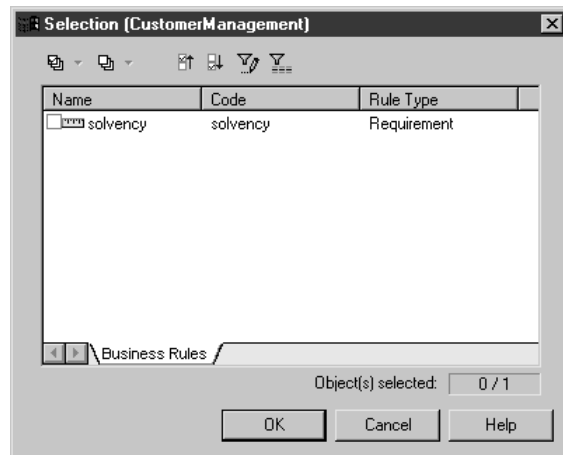 Selection (CustomerManagement)
Name Code Rule Type
solvency solvency Requirement
Business Rules
Object(s) selected: 0 / 1
OK Cancel Help